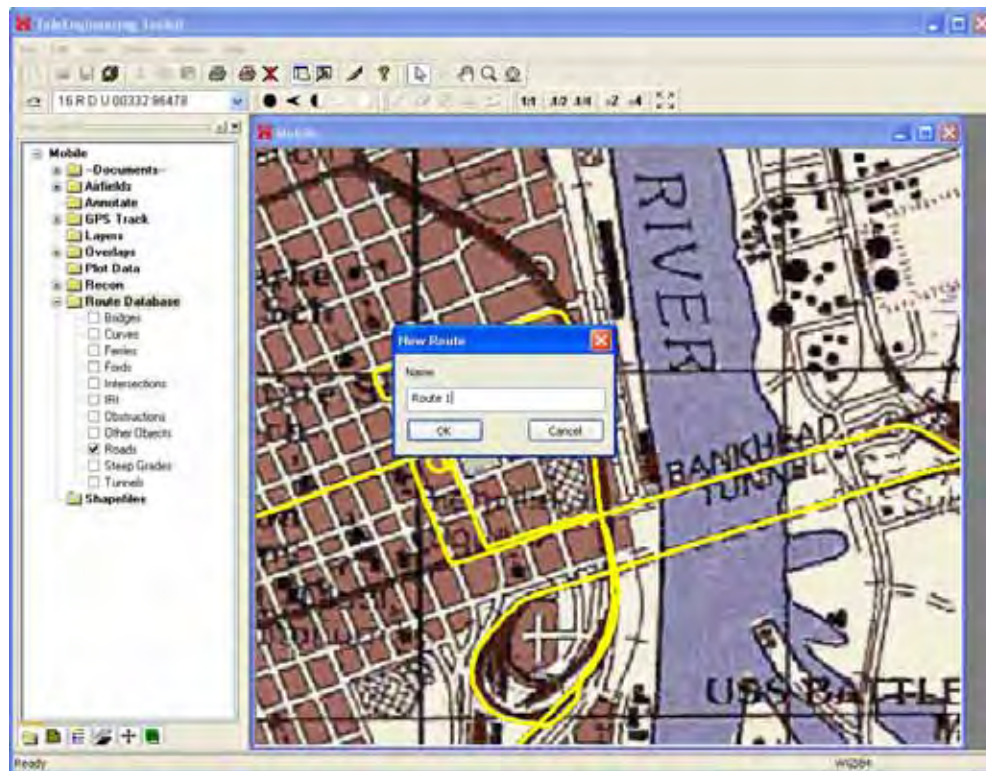 TeleEngineering Toolkit
16 R D U 00332 96478
1/1 1/2 1/4 x2 x4
Mobile
Mobile
-Documents-
Airfields
Annotate
GPS Track
Layers
Overlays
Plot Data
Recon
Route Database
Bridges
Curves
Ferries
Fords
Intersections
IRI
Obstructions
Other Objects
Roads
Steep Grades
Tunnels
Shapefiles
RIVER
New Route
Name
Route 1
OK
Cancel
BANKHEAD
TUNNEL
USS BATTLE
Ready
WGS84